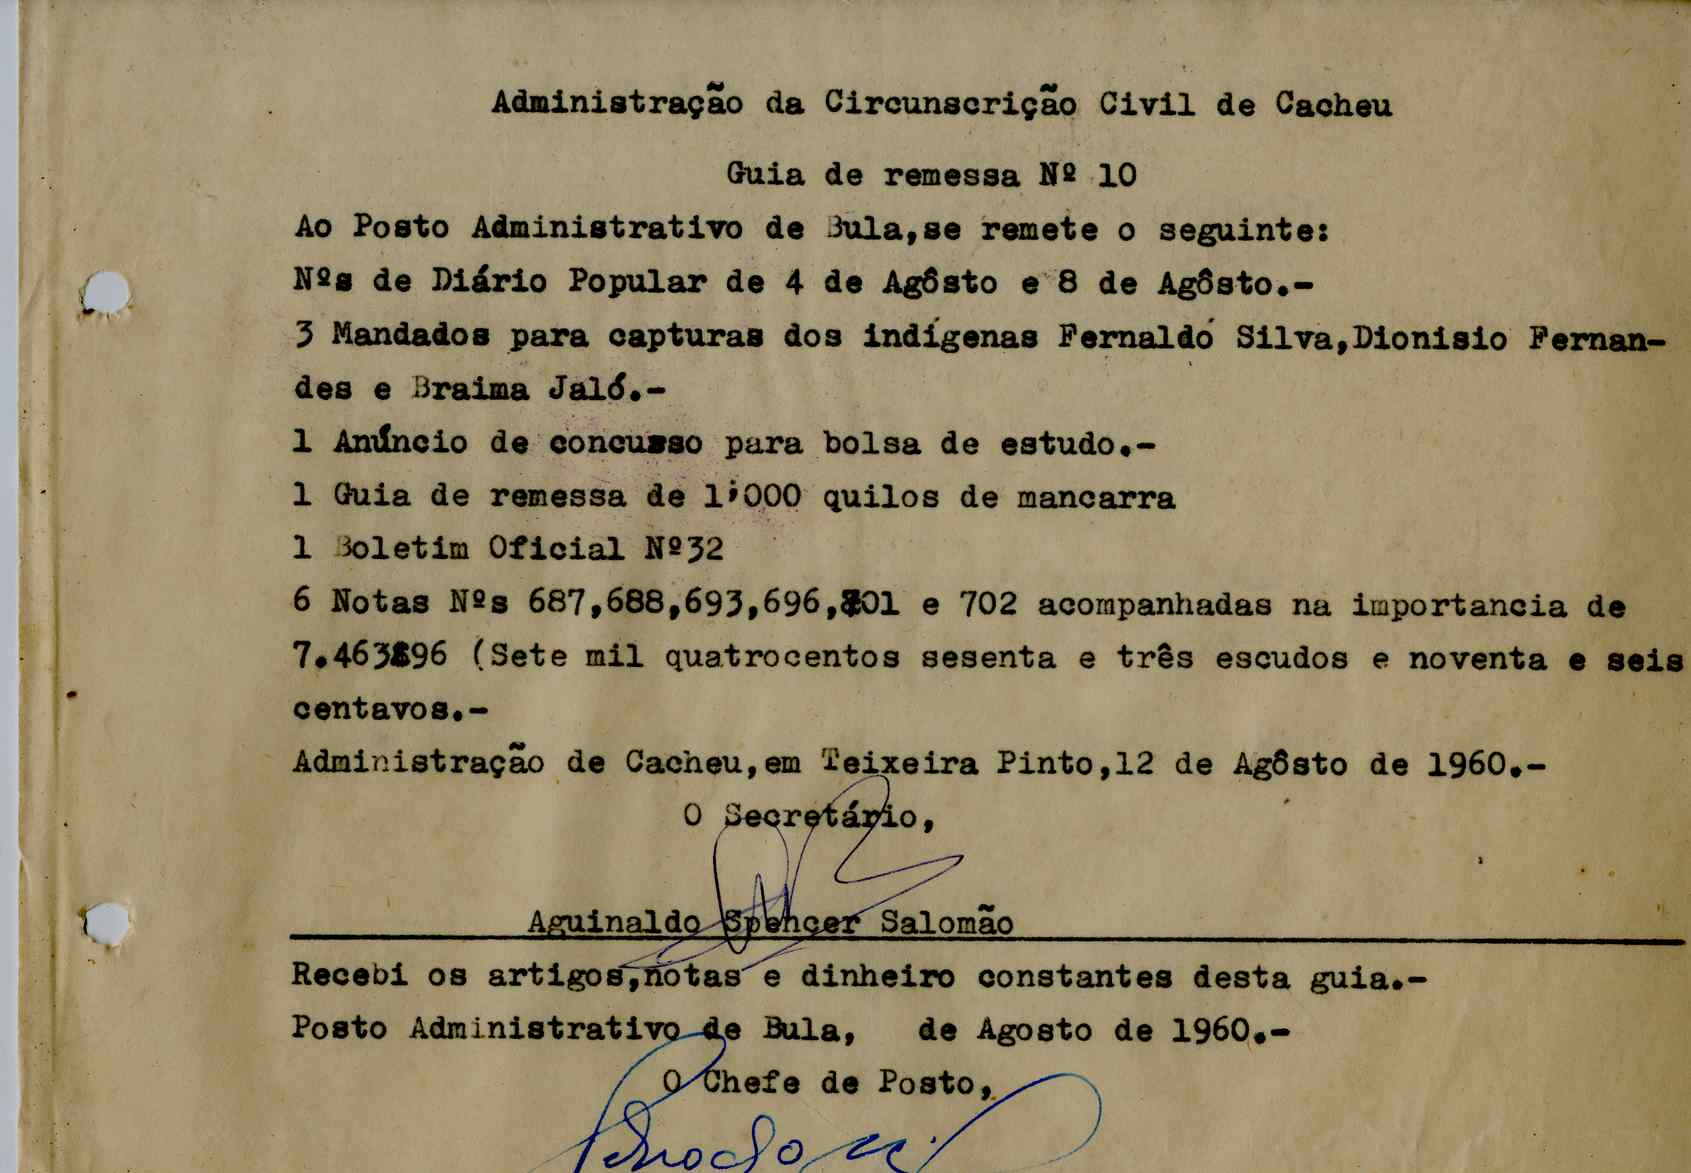 Administração da Circunscrição Civil de Cacheu
Guia de remessa Nº 10
Ao Posto Administrativo de Bula,se remete o seguinte:
Nºs de Diário Popular de 4 de Agôsto e 8 de Agôsto.-
3 Mandados para capturas dos indígenas Fernaldó Silva,Dionisio Fernan-
des e Braima Jaló.-
1 Anúncio de concusso para bolsa de estudo.-
1 Guia de remessa de 1;000 quilos de mancarra
1 Boletim Oficial Nº32
6 Notas Nºs 687,688,693,696,701 e 702 acompanhadas na importancia de
7.463$96 (Sete mil quatrocentos sesenta e três escudos e noventa e seis
centavos.-
Administração de Cacheu,em Teixeira Pinto,12 de Agôsto de 1960.-
O Secretário,
Aguinaldo Spencer Salomão
Recebi os artigos,notas e dinheiro constantes desta guia.-
Posto Administrativo de Bula, de Agosto de 1960.-
O Chefe de Posto,